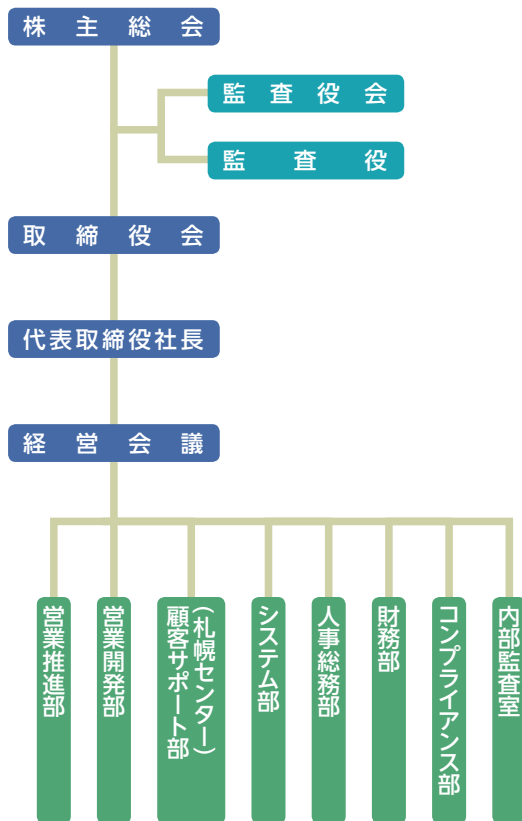 株主総会
監査役会
監査役
取締役会
代表取締役社長
経営会議
営業推進部
営業開発部
顧客サポート部
（札幌センター）
システム部
人事総務部
財務部
コンプライアンス部
内部監査室